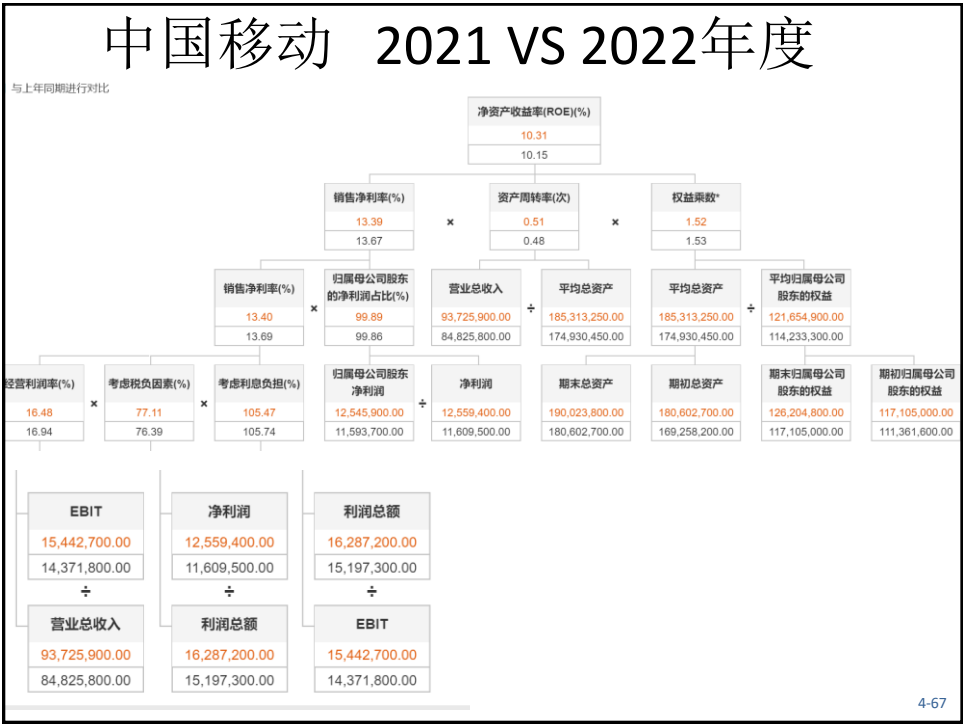 中国移动 2021 VS 2022年度
与上年同期进行对比
净资产收益率(ROE)(%)
10.31
10.15
销售净利率(%)
13.39
13.67
×
资产周转率(次)
0.51
0.48
×
权益乘数*
1.52
1.53
销售净利率(%)
13.40
13.69
×
归属母公司股东
的净利润占比(%)
99.89
99.86
营业总收入
93,725,900.00
84,825,800.00
÷
平均总资产
185,313,250.00
174,930,450.00
平均总资产
185,313,250.00
174,930,450.00
÷
平均归属母公司
股东的权益
121,654,900.00
114,233,300.00
经营利润率(%)
16.48
16.94
×
考虑税负因素(%)
77.11
76.39
×
考虑利息负担(%)
105.47
105.74
归属母公司股东
净利润
12,545,900.00
11,593,700.00
÷
净利润
12,559,400.00
11,609,500.00
期末总资产
190,023,800.00
180,602,700.00
期初总资产
180,602,700.00
169,258,200.00
期末归属母公司
股东的权益
126,204,800.00
117,105,000.00
期初归属母公司
股东的权益
117,105,000.00
111,361,600.00
EBIT
15,442,700.00
14,371,800.00
÷
营业总收入
93,725,900.00
84,825,800.00
净利润
12,559,400.00
11,609,500.00
÷
利润总额
16,287,200.00
15,197,300.00
利润总额
16,287,200.00
15,197,300.00
÷
EBIT
15,442,700.00
14,371,800.00
4-67